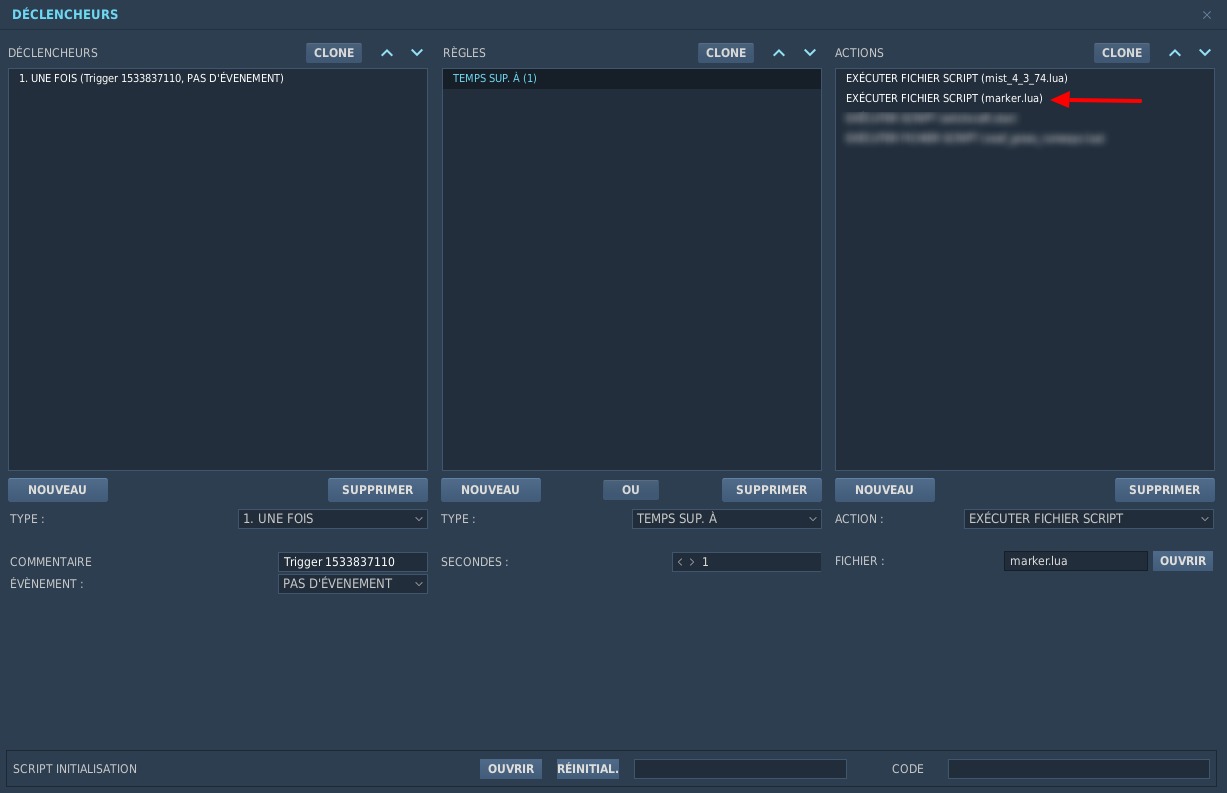 DÉCLENCHEURS
DÉCLENCHEURS CLONE RÈGLES CLONE ACTIONS CLONE
1. UNE FOIS (Trigger 1533837110, PAS D'ÉVENEMENT) TEMPS SUP. À (1) EXÉCUTER FICHIER SCRIPT (mist_4_3_74.lua)
EXÉCUTER FICHIER SCRIPT (marker.lua)
NOUVEAU SUPPRIMER NOUVEAU OU SUPPRIMER NOUVEAU SUPPRIMER
TYPE : 1. UNE FOIS TYPE : TEMPS SUP. À ACTION : EXÉCUTER FICHIER SCRIPT
COMMENTAIRE Trigger 1533837110 SECONDES : < > 1 FICHIER : marker.lua OUVRIR
ÉVÈNEMENT : PAS D'ÉVENEMENT
SCRIPT INITIALISATION OUVRIR RÉINITIAL. CODE